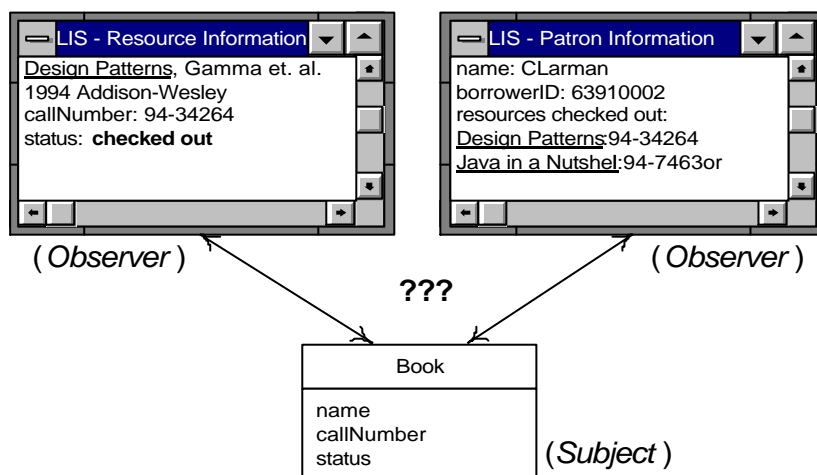 LIS - Resource Information
Design Patterns, Gamma et. al.
1994 Addison-Wesley
callNumber: 94-34264
status: checked out
(Observer)
LIS - Patron Information
name: CLarman
borrowerID: 63910002
resources checked out:
Design Patterns:94-34264
Java in a Nutshel:94-7463or
(Observer)
???
Book
name
callNumber
status
(Subject)